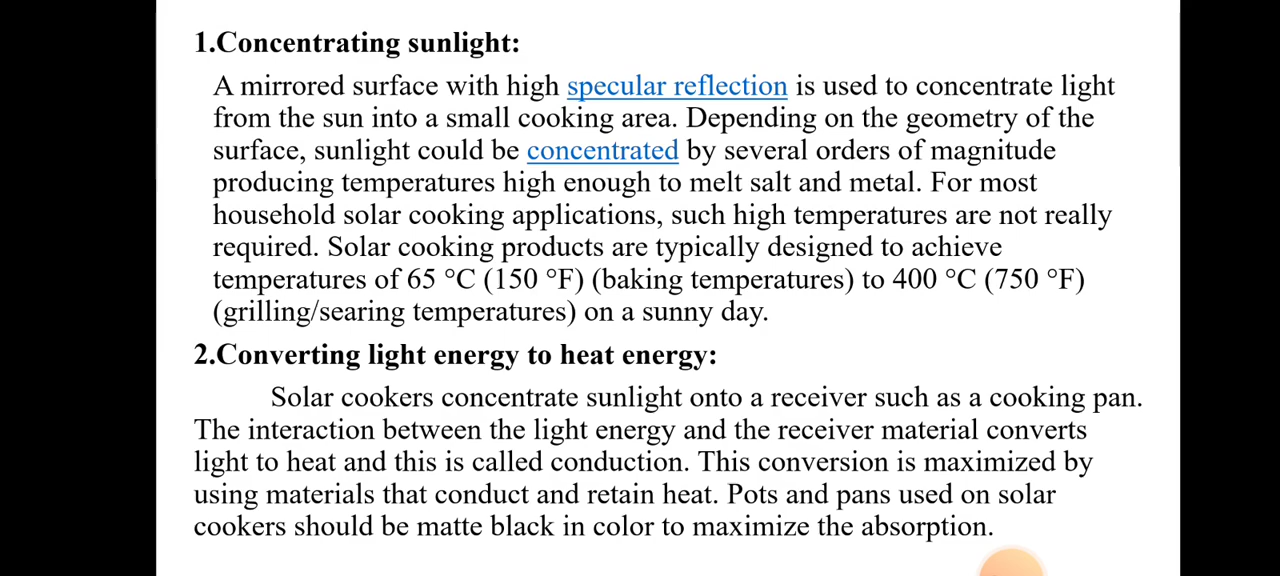 1.Concentrating sunlight:
A mirrored surface with high specular reflection is used to concentrate light
from the sun into a small cooking area. Depending on the geometry of the
surface, sunlight could be concentrated by several orders of magnitude
producing temperatures high enough to melt salt and metal. For most
household solar cooking applications, such high temperatures are not really
required. Solar cooking products are typically designed to achieve
temperatures of 65 °C (150 °F) (baking temperatures) to 400 °C (750 °F)
(grilling/searing temperatures) on a sunny day.
2.Converting light energy to heat energy:
Solar cookers concentrate sunlight onto a receiver such as a cooking pan.
The interaction between the light energy and the receiver material converts
light to heat and this is called conduction. This conversion is maximized by
using materials that conduct and retain heat. Pots and pans used on solar
cookers should be matte black in color to maximize the absorption.